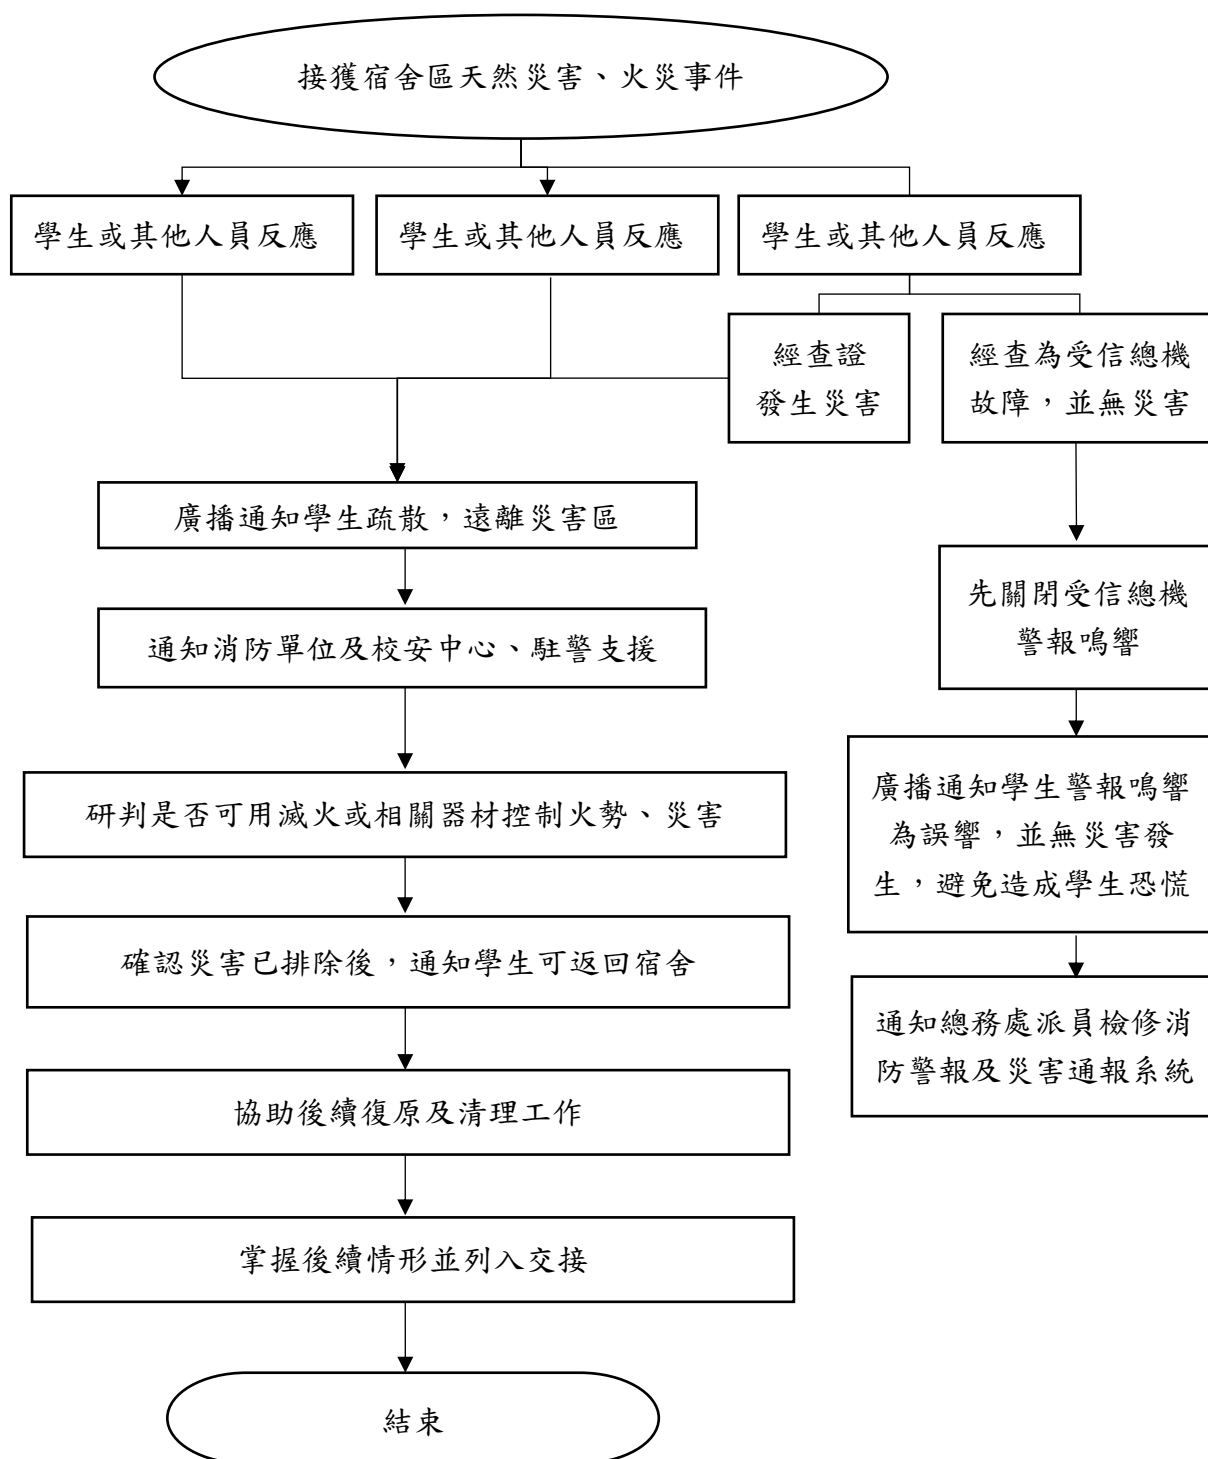 接獲宿舍區天然災害、火災事件
學生或其他人員反應
學生或其他人員反應
學生或其他人員反應
經查證
發生災害
經查為受信總機
故障，並無災害
廣播通知學生疏散，遠離災害區
通知消防單位及校安中心、駐警支援
研判是否可用滅火或相關器材控制火勢、災害
確認災害已排除後，通知學生可返回宿舍
協助後續復原及清理工作
掌握後續情形並列入交接
結束
先關閉受信總機
警報鳴響
廣播通知學生警報鳴響
為誤響，並無災害發
生，避免造成學生恐慌
通知總務處派員檢修消
防警報及災害通報系統